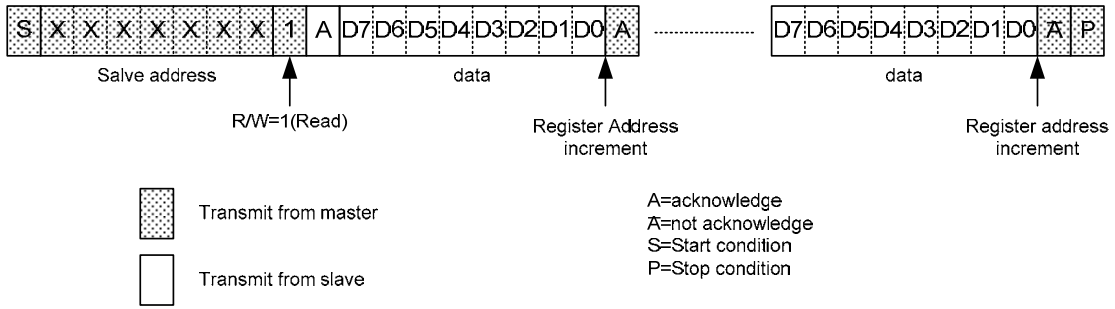 S X X X X X X X 1 A D7 D6 D5 D4 D3 D2 D1 D0 A D7 D6 D5 D4 D3 D2 D1 D0 A̅ P
Salve address
data
data
R/W=1(Read)
Register Address
increment
Register address
increment
Transmit from master
Transmit from slave
A=acknowledge
A̅=not acknowledge
S=Start condition
P=Stop condition